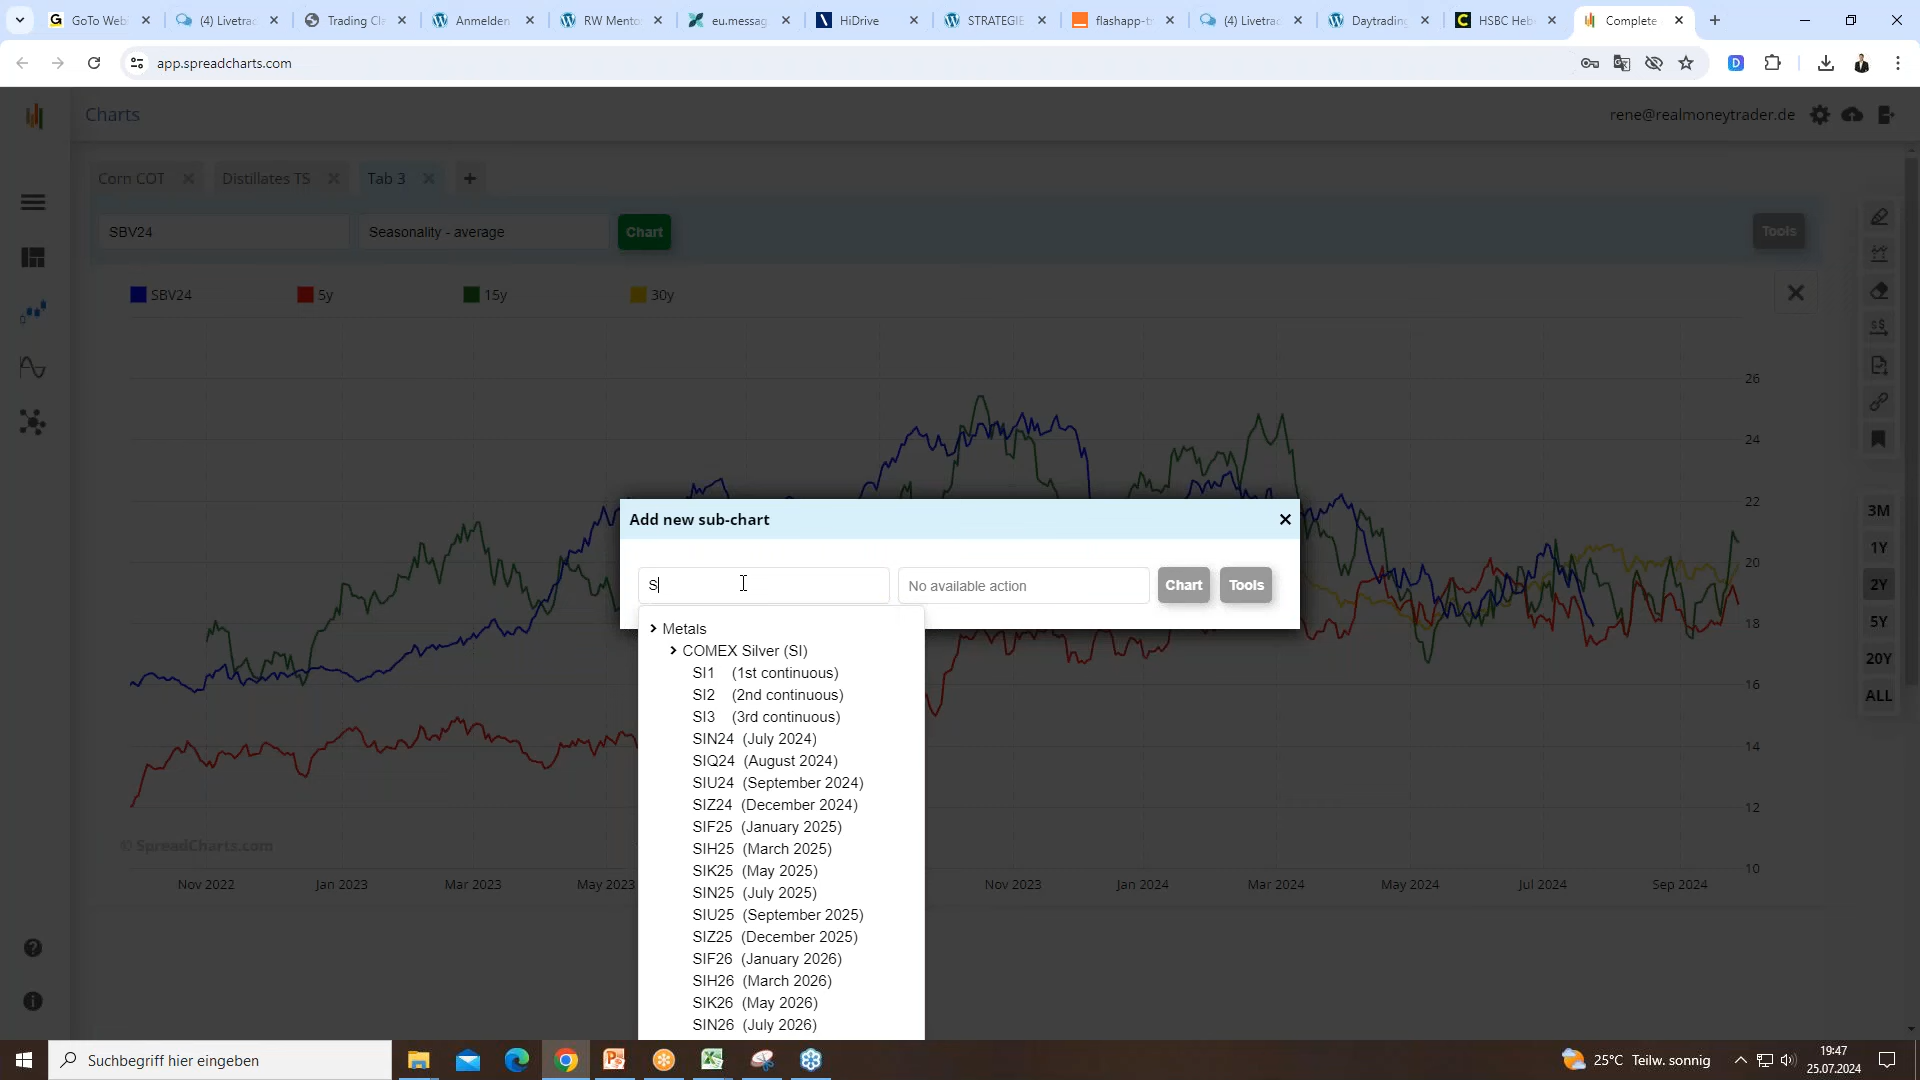 GoTo Webi
(4) Livetrad
Trading Cl
Anmelden
RW Mento
eu.messag
HiDrive
STRATEGIE
flashapp-t
(4) Livetrad
Daytrading
HSBC Heb
Complete
app.spreadcharts.com
Charts
rene@realmoneytrader.de
Corn COT
Distillates TS
Tab 3
SBV24
Seasonality - average
Chart
Tools
SBV24
5y
15y
30y
Add new sub-chart
S
No available action
Chart
Tools
Metals
COMEX Silver (SI)
SI1 (1st continuous)
SI2 (2nd continuous)
SI3 (3rd continuous)
SIN24 (July 2024)
SIQ24 (August 2024)
SIU24 (September 2024)
SIZ24 (December 2024)
SIF25 (January 2025)
SIH25 (March 2025)
SIK25 (May 2025)
SIN25 (July 2025)
SIU25 (September 2025)
SIZ25 (December 2025)
SIF26 (January 2026)
SIH26 (March 2026)
SIK26 (May 2026)
SIN26 (July 2026)
26
24
22
20
18
16
14
12
10
3M
1Y
2Y
5Y
20Y
ALL
© SpreadCharts.com
Nov 2022
Jan 2023
Mar 2023
May 2023
Nov 2023
Jan 2024
Mar 2024
May 2024
Jul 2024
Sep 2024
Suchbegriff hier eingeben
25°C Teilw. sonnig
19:47
25.07.2024